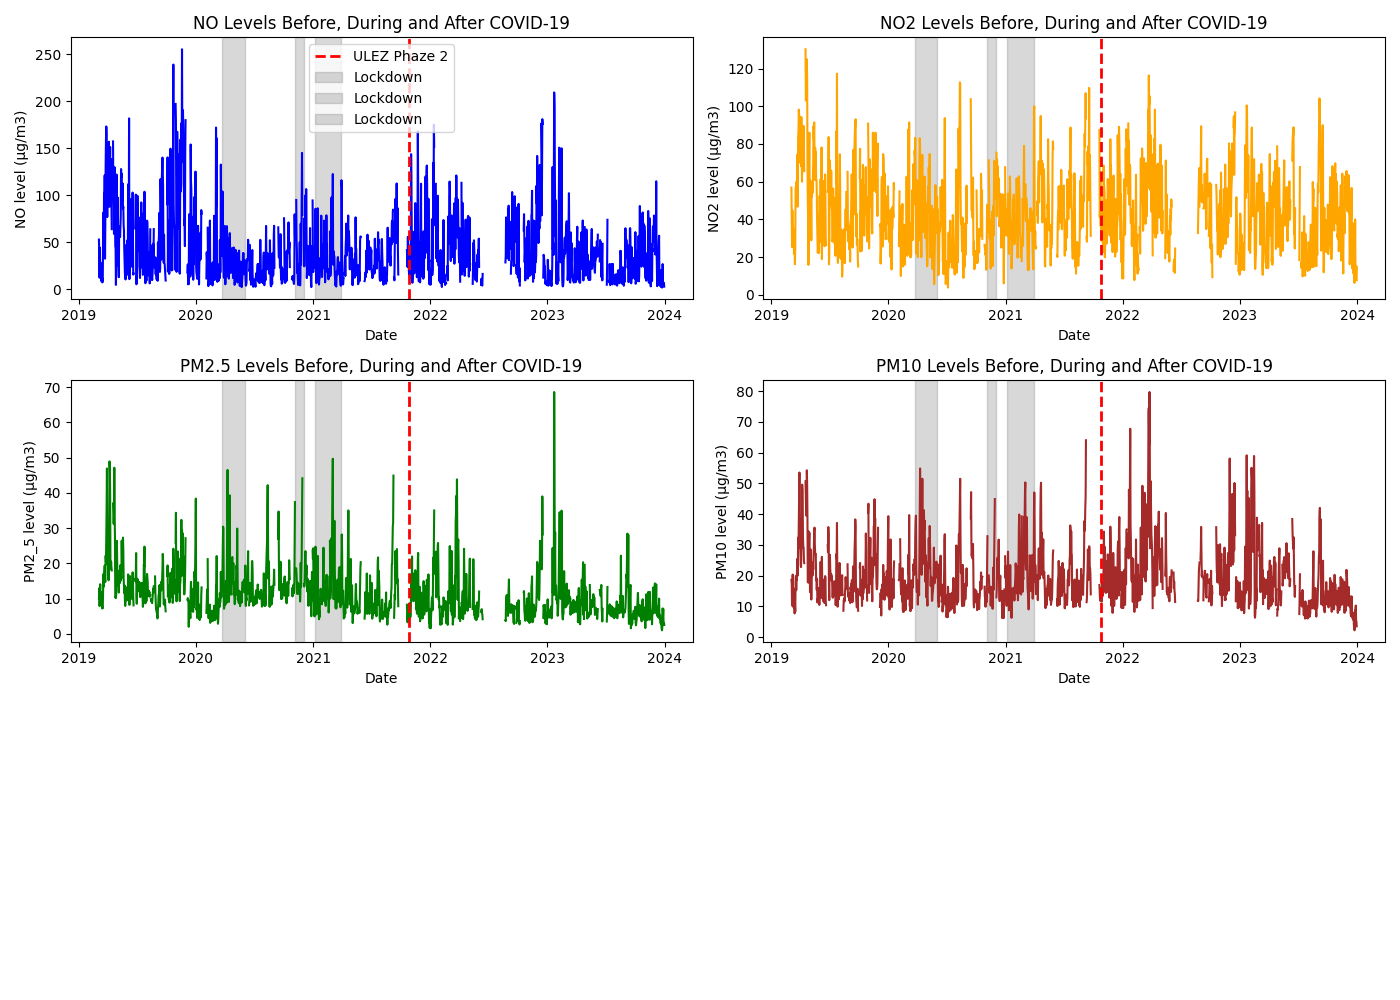 NO Levels Before, During and After COVID-19
NO level (µg/m3)
250
200
150
100
50
0
ULEZ Phaze 2
Lockdown
Lockdown
Lockdown
2019 2020 2021 2022 2023 2024
Date
NO2 Levels Before, During and After COVID-19
NO2 level (µg/m3)
120
100
80
60
40
20
0
2019 2020 2021 2022 2023 2024
Date
PM2.5 Levels Before, During and After COVID-19
PM2_5 level (µg/m3)
70
60
50
40
30
20
10
0
2019 2020 2021 2022 2023 2024
Date
PM10 Levels Before, During and After COVID-19
PM10 level (µg/m3)
80
70
60
50
40
30
20
10
0
2019 2020 2021 2022 2023 2024
Date